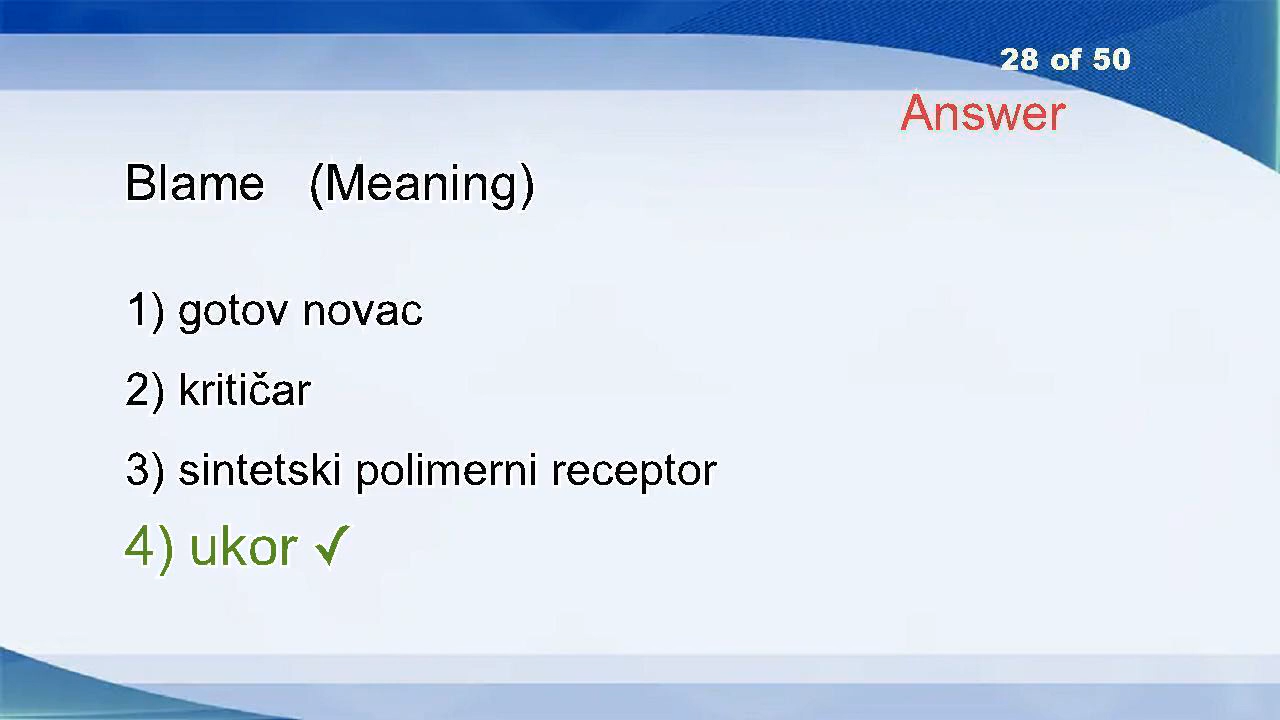 28 of 50
Answer
Blame (Meaning)
1) gotov novac
2) kritičar
3) sintetski polimerni receptor
4) ukor ✓